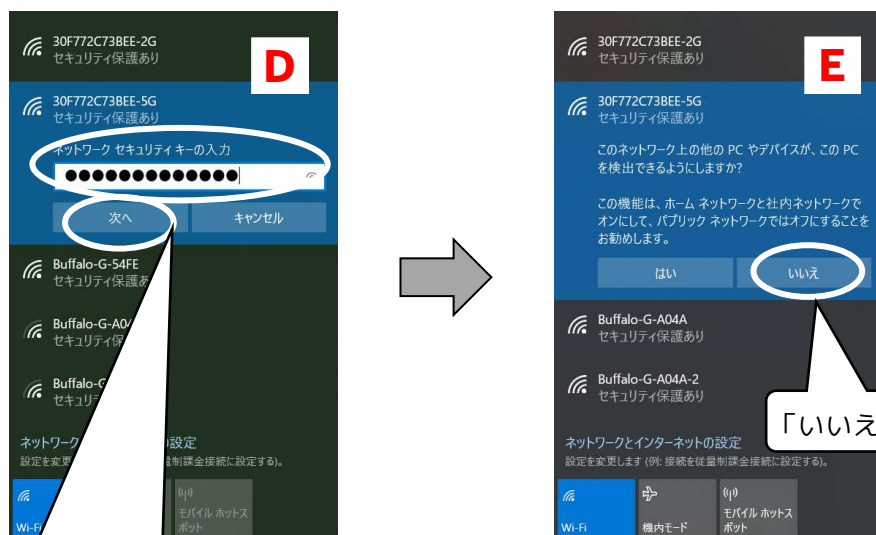 30F772C73BEE-2G
セキュリティ保護あり
D
30F772C73BEE-5G
セキュリティ保護あり
ネットワーク セキュリティ キーの入力
●●●●●●●●●●●●●
次へ
キャンセル
Buffalo-G-54FE
セキュリティ保護あ
Buffalo-G-A04
セキュリティ保
Buffalo-G
セキュリ
ネットワーク
の設定
設定を変更
量制課金接続に設定する)。
Wi-Fi
モバイル ホットス
ポット
30F772C73BEE-2G
セキュリティ保護あり
E
30F772C73BEE-5G
セキュリティ保護あり
このネットワーク上の他の PC やデバイスが、この PC
を検出できるようにしますか?
この機能は、ホーム ネットワークと社内ネットワークで
オンにして、パブリック ネットワークではオフにすることを
お勧めします。
はい
いいえ
Buffalo-G-A04A
セキュリティ保護あり
Buffalo-G-A04A-2
セキュリティ保護あり
「いいえ
ネットワークとインターネットの設定
設定を変更します (例: 接続を従量制課金接続に設定する)。
Wi-Fi
機内モード
モバイル ホットス
ポット